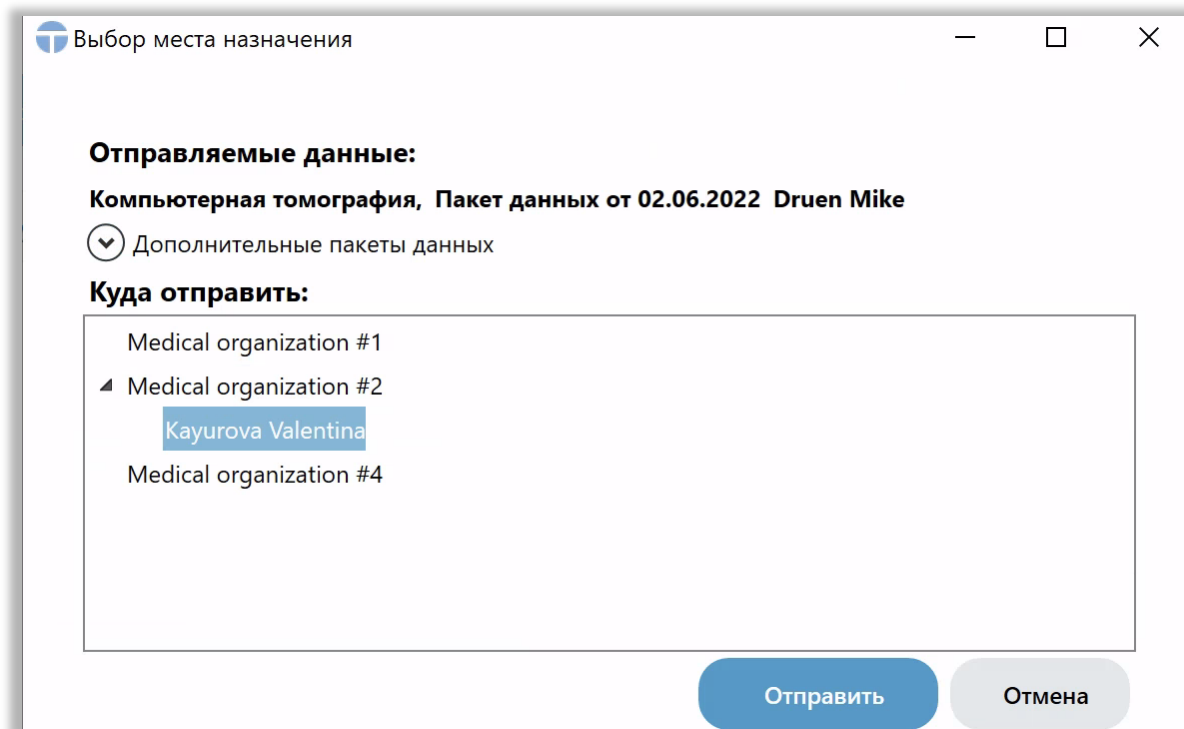 Выбор места назначения
Отправляемые данные:
Компьютерная томография, Пакет данных от 02.06.2022 Druen Mike
Дополнительные пакеты данных
Куда отправить:
Medical organization #1
Medical organization #2
Kayurova Valentina
Medical organization #4
Отправить Отмена